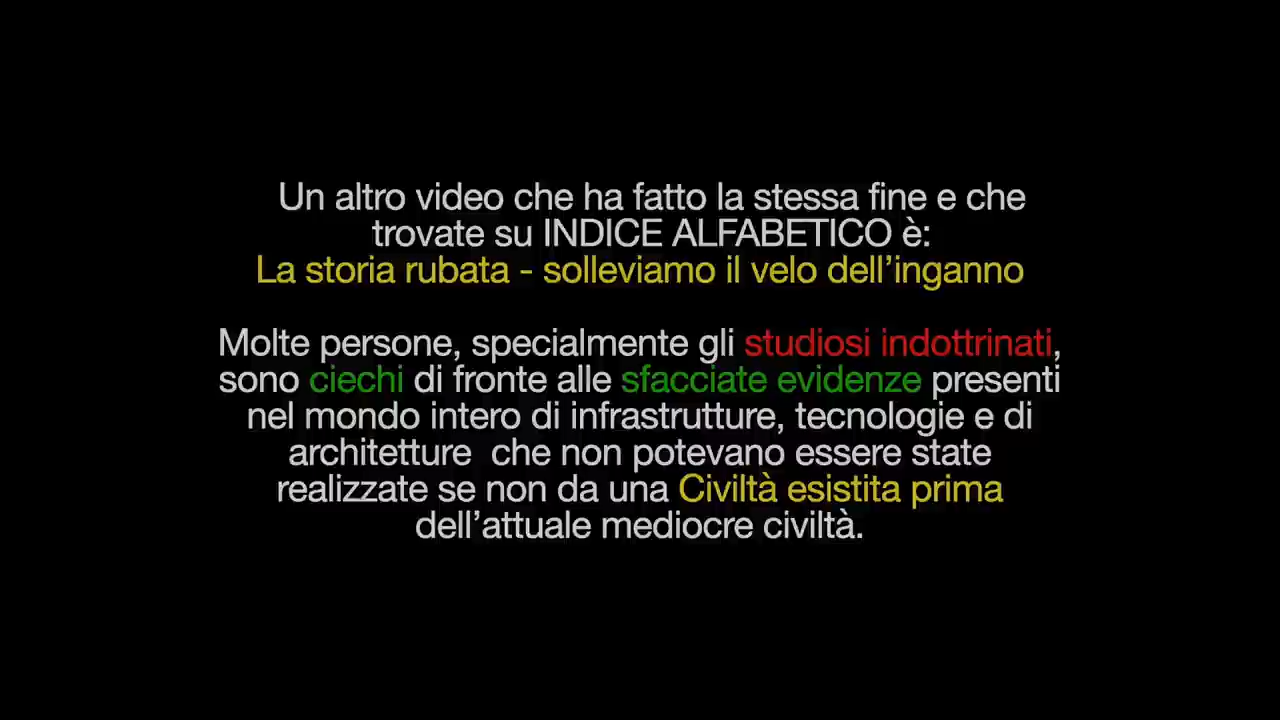 Un altro video che ha fatto la stessa fine e che
trovate su INDICE ALFABETICO è:
La storia rubata - solleviamo il velo dell’inganno
Molte persone, specialmente gli studiosi indottrinati,
sono ciechi di fronte alle sfacciate evidenze presenti
nel mondo intero di infrastrutture, tecnologie e di
architetture che non potevano essere state
realizzate se non da una Civiltà esistita prima
dell’attuale mediocre civiltà.